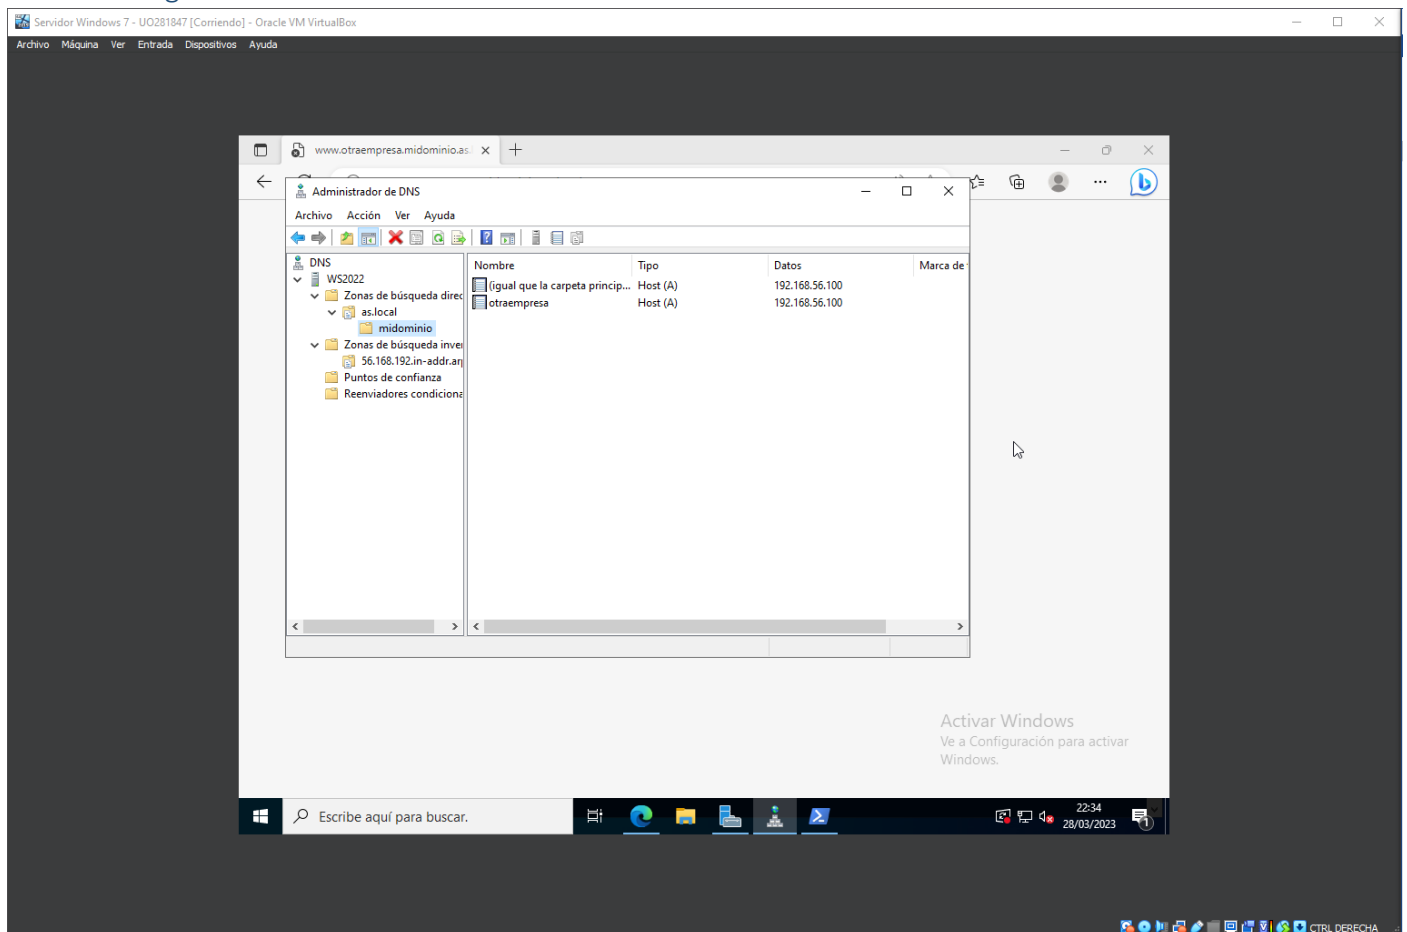 Servidor Windows 7 - UO281847 [Corriendo] - Oracle VM VirtualBox
Archivo Máquina Ver Entrada Dispositivos Ayuda
www.otraempresa.midominio.as.
Administrador de DNS
Archivo Acción Ver Ayuda
DNS
WS2022
Zonas de búsqueda direc
as.local
midominio
Zonas de búsqueda inver
56.168.192.in-addr.arp
Puntos de confianza
Reenviadores condiciona
Nombre Tipo Datos Marca de
(igual que la carpeta princip... Host (A) 192.168.56.100
otraempresa Host (A) 192.168.56.100
Activar Windows
Ve a Configuración para activar
Windows.
Escribe aquí para buscar.
22:34
28/03/2023
1
CTRL DERECHA